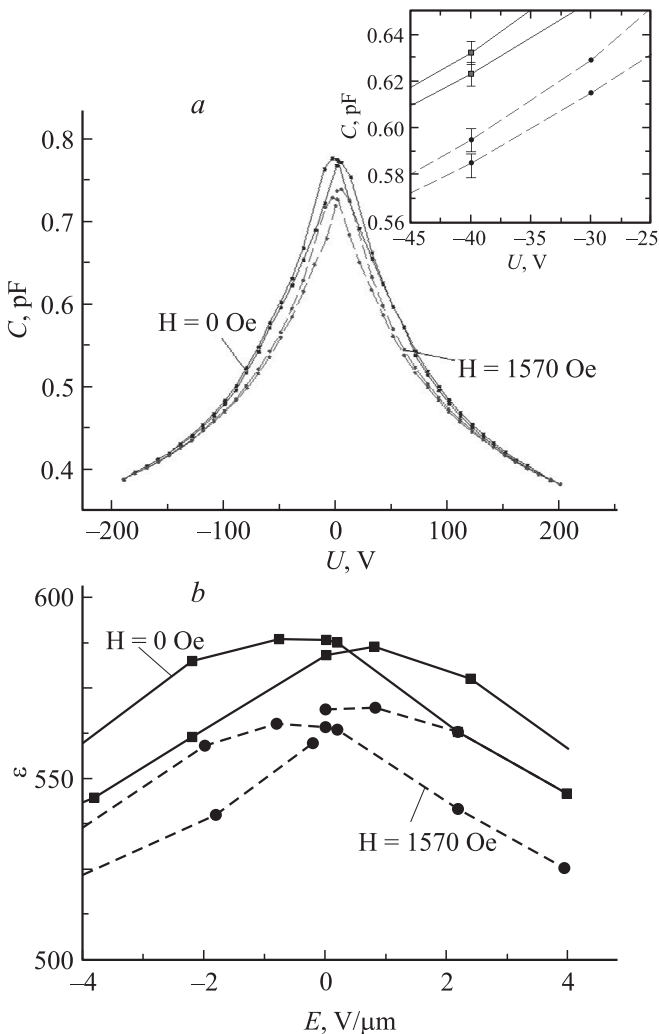 a
0.64
0.62
0.60
0.58
0.56
C, pF
–45
–40
–35
–30
–25
U, V
0.8
0.7
0.6
0.5
0.4
C, pF
H = 0 Oe
H = 1570 Oe
–200
–100
0
100
200
U, V
b
600
550
500
ε
H = 0 Oe
H = 1570 Oe
–4
–2
0
2
4
E, V/μm